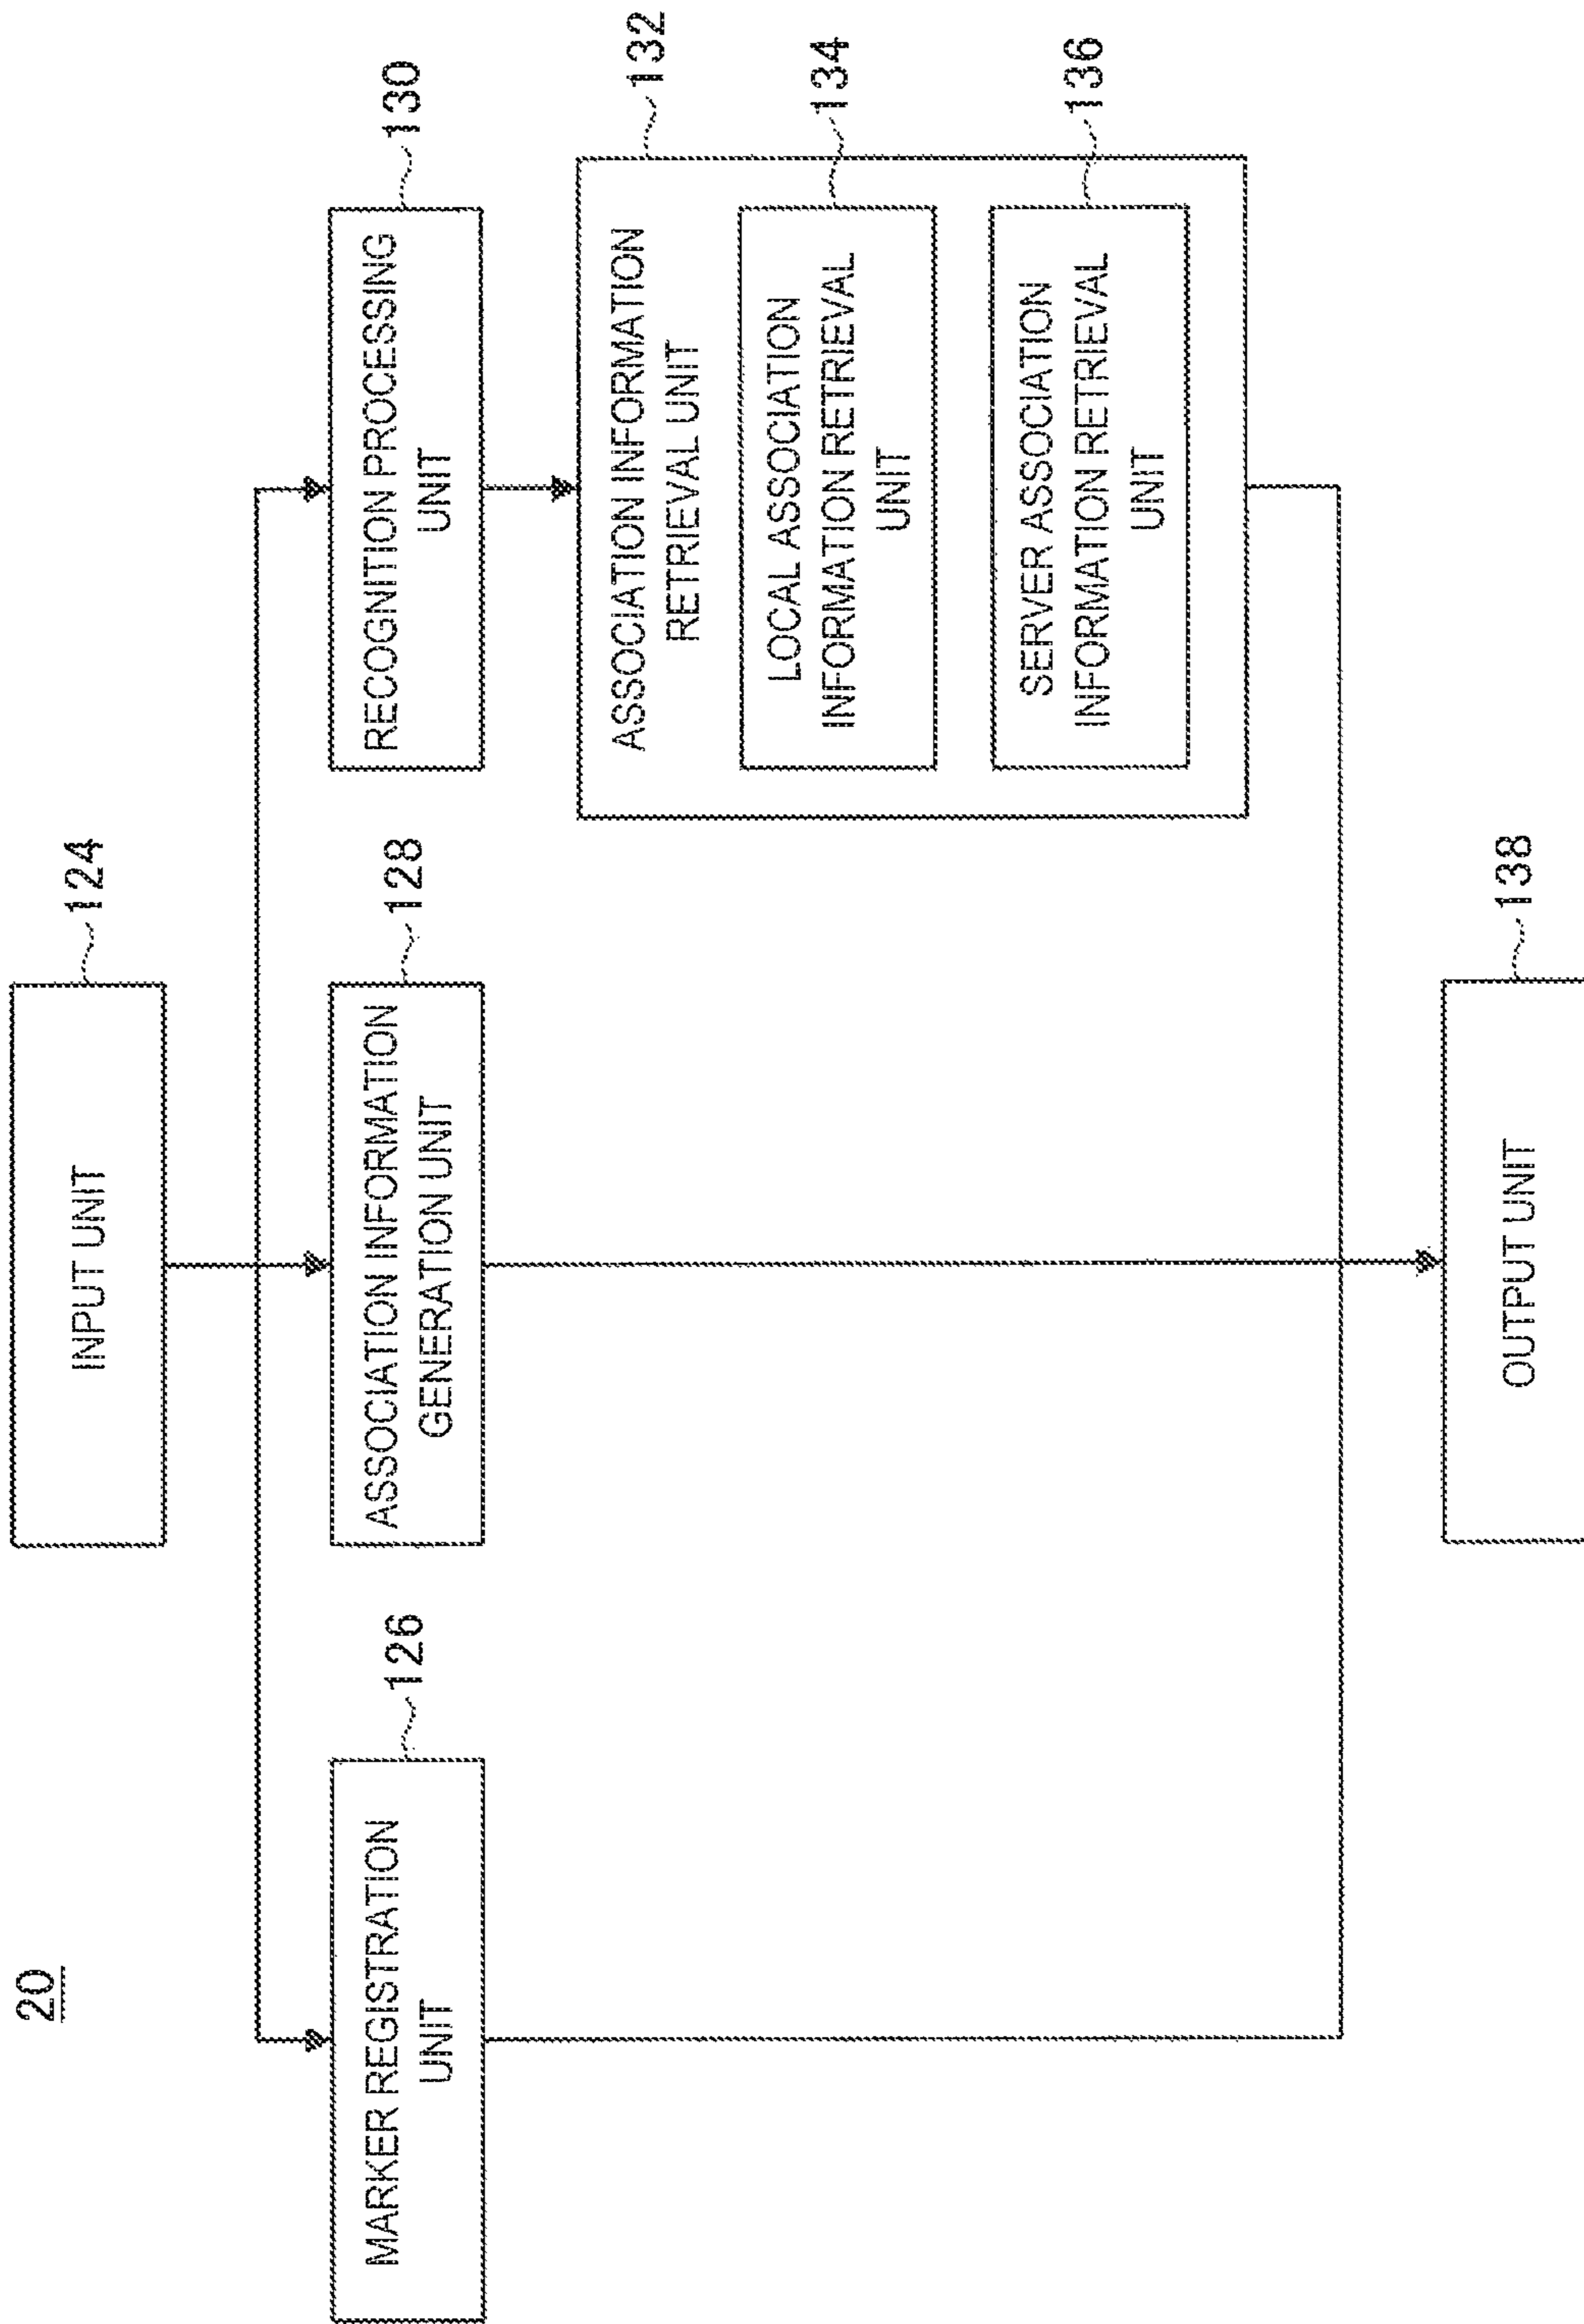 20
INPUT UNIT
124
MARKER REGISTRATION
UNIT
126
ASSOCIATION INFORMATION
GENERATION UNIT
128
RECOGNITION PROCESSING
UNIT
130
ASSOCIATION INFORMATION
RETRIEVAL UNIT
132
LOCAL ASSOCIATION
INFORMATION RETRIEVAL
UNIT
134
SERVER ASSOCIATION
INFORMATION RETRIEVAL
UNIT
136
OUTPUT UNIT
138